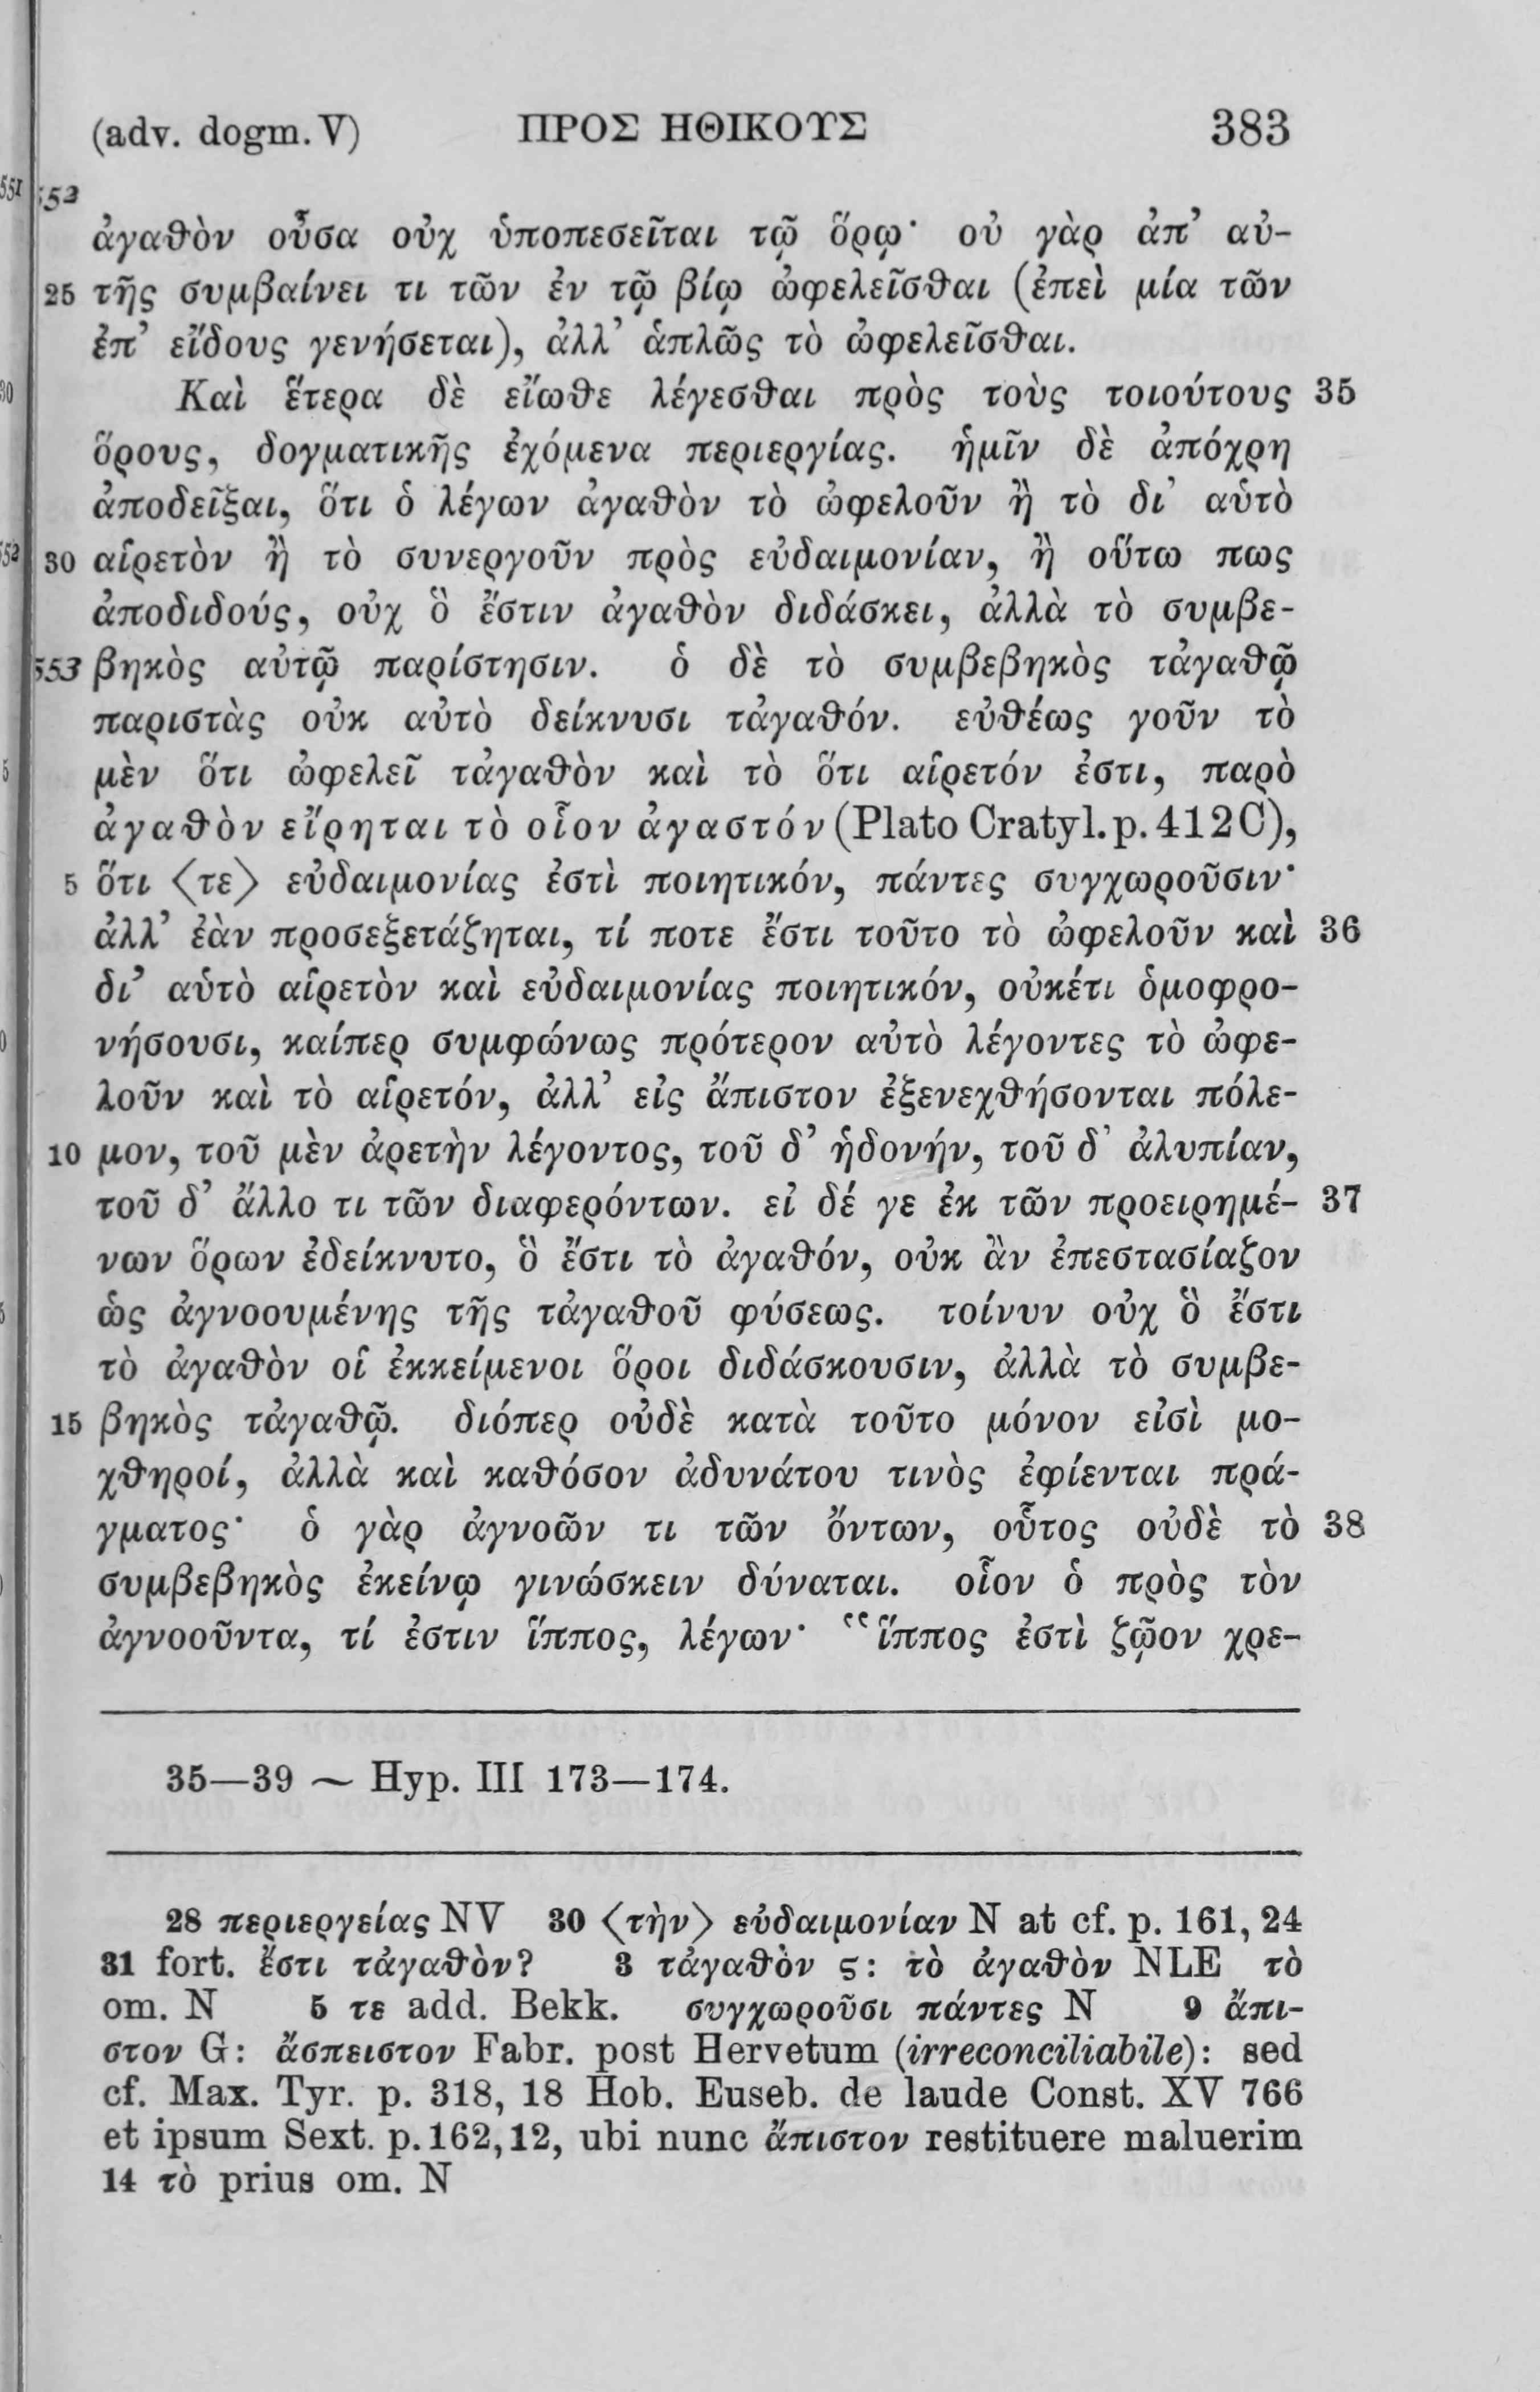 (adv. dogm. V) ΠΡΟΣ ΗΘΙΚΟΥΣ 383
ἀγαθὸν οὖσα οὐχ ὑποπεσεῖται τῷ ὅρῳ· οὐ γὰρ ἀπ’ αὐ-
25 τῆς συμβαίνει τι τῶν ἐν τῷ βίῳ ὠφελεῖσθαι (ἐπεὶ μία τῶν
ἐπ’ εἴδους γενήσεται), ἀλλ’ ἁπλῶς τὸ ὠφελεῖσθαι.
Καὶ ἕτερα δὲ εἴωθε λέγεσθαι πρὸς τοὺς τοιούτους 35
ὅρους, δογματικῆς ἐχόμενα περιεργίας. ἡμῖν δὲ ἀπόχρη
ἀποδεῖξαι, ὅτι ὁ λέγων ἀγαθὸν τὸ ὠφελοῦν ἢ τὸ δι’ αὑτὸ
552 30 αἱρετὸν ἢ τὸ συνεργοῦν πρὸς εὐδαιμονίαν, ἢ οὕτω πως
ἀποδιδούς, οὐχ ὃ ἔστιν ἀγαθὸν διδάσκει, ἀλλὰ τὸ συμβε-
553 βηκὸς αὐτῷ παρίστησιν. ὁ δὲ τὸ συμβεβηκὸς τἀγαθῷ
παριστὰς οὐκ αὐτὸ δείκνυσι τἀγαθόν. εὐθέως γοῦν τὸ
μὲν ὅτι ὠφελεῖ τἀγαθὸν καὶ τὸ ὅτι αἱρετόν ἐστι, παρὸ
ἀγαθὸν εἴρηται τὸ οἷον ἀγαστόν (Plato Cratyl. p. 412 C),
5 ὅτι ⟨τε⟩ εὐδαιμονίας ἐστὶ ποιητικόν, πάντες συγχωροῦσιν·
ἀλλ’ ἐὰν προσεξετάζηται, τί ποτε ἔστι τοῦτο τὸ ὠφελοῦν καὶ 36
δι’ αὑτὸ αἱρετὸν καὶ εὐδαιμονίας ποιητικόν, οὐκέτι ὁμοφρο-
νήσουσι, καίπερ συμφώνως πρότερον αὐτὸ λέγοντες τὸ ὠφε-
λοῦν καὶ τὸ αἱρετόν, ἀλλ’ εἰς ἄπιστον ἐξενεχθήσονται πόλε-
10 μον, τοῦ μὲν ἀρετὴν λέγοντος, τοῦ δ’ ἡδονήν, τοῦ δ’ ἀλυπίαν,
τοῦ δ’ ἄλλο τι τῶν διαφερόντων. εἰ δέ γε ἐκ τῶν προειρημέ- 37
νων ὅρων ἐδείκνυτο, ὃ ἔστι τὸ ἀγαθόν, οὐκ ἂν ἐπεστασίαζον
ὡς ἀγνοουμένης τῆς τἀγαθοῦ φύσεως. τοίνυν οὐχ ὃ ἔστι
τὸ ἀγαθὸν οἱ ἐκκείμενοι ὅροι διδάσκουσιν, ἀλλὰ τὸ συμβε-
15 βηκὸς τἀγαθῷ. διόπερ οὐδὲ κατὰ τοῦτο μόνον εἰσὶ μο-
χθηροί, ἀλλὰ καὶ καθόσον ἀδυνάτου τινὸς ἐφίενται πρά-
γματος· ὁ γὰρ ἀγνοῶν τι τῶν ὄντων, οὗτος οὐδὲ τὸ 38
συμβεβηκὸς ἐκείνῳ γινώσκειν δύναται. οἷον ὁ πρὸς τὸν
ἀγνοοῦντα, τί ἐστιν ἵππος, λέγων· “ἵππος ἐστὶ ζῷον χρε-
35—39 ∼ Hyp. III 173—174.
28 περιεργείας NV 30 ⟨τὴν⟩ εὐδαιμονίαν N at cf. p. 161, 24
31 fort. ἔστι τἀγαθὸν? 3 τἀγαθὸν ς: τὸ ἀγαθὸν NLE τὸ
om. N 5 τε add. Bekk. συγχωροῦσι πάντες N 9 ἄπι-
στον G: ἄσπειστον Fabr. post Hervetum (irreconciliabile): sed
cf. Max. Tyr. p. 318, 18 Hob. Euseb. de laude Const. XV 766
et ipsum Sext. p. 162, 12, ubi nunc ἄπιστον restituere maluerim
14 τὸ prius om. N